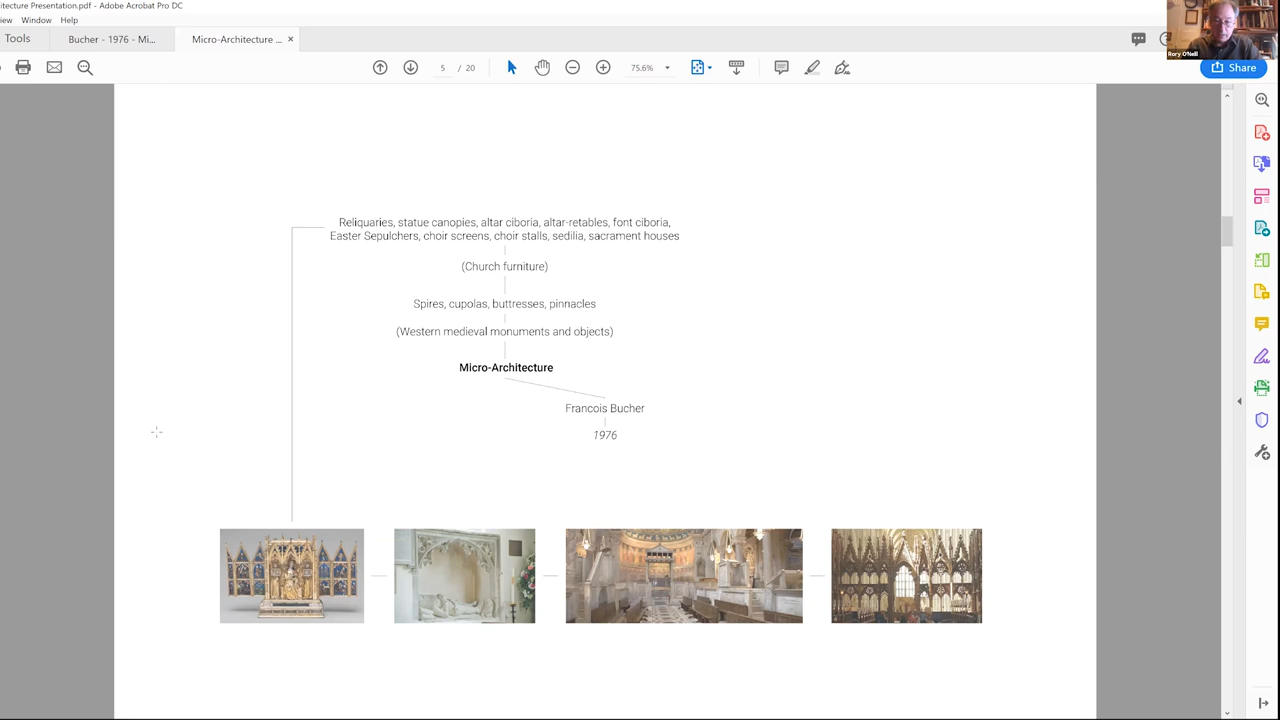 itecture Presentation.pdf - Adobe Acrobat Pro DC
iew Window Help
Tools
Bucher - 1976 - Mi...
Micro-Architecture ... ×
5 / 20
75.6%
Share
Rory O'Neill
Reliquaries, statue canopies, altar ciboria, altar-retables, font ciboria,
Easter Sepulchers, choir screens, choir stalls, sedilia, sacrament houses
(Church furniture)
Spires, cupolas, buttresses, pinnacles
(Western medieval monuments and objects)
Micro-Architecture
Francois Bucher
1976